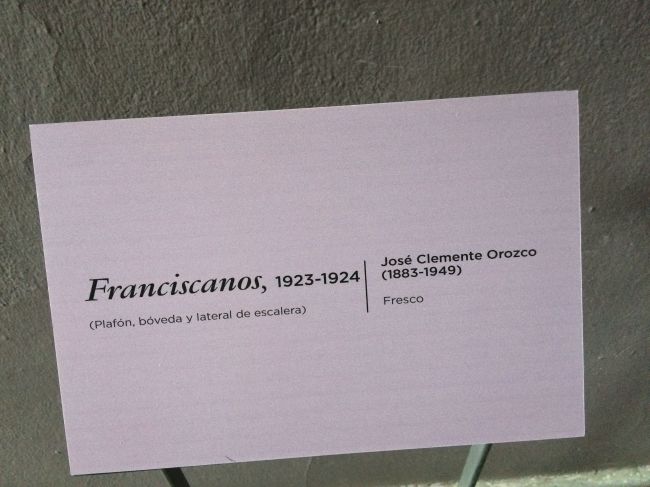 Franciscanos, 1923-1924
(Plafón, bóveda y lateral de escalera)
José Clemente Orozco
(1883-1949)
Fresco